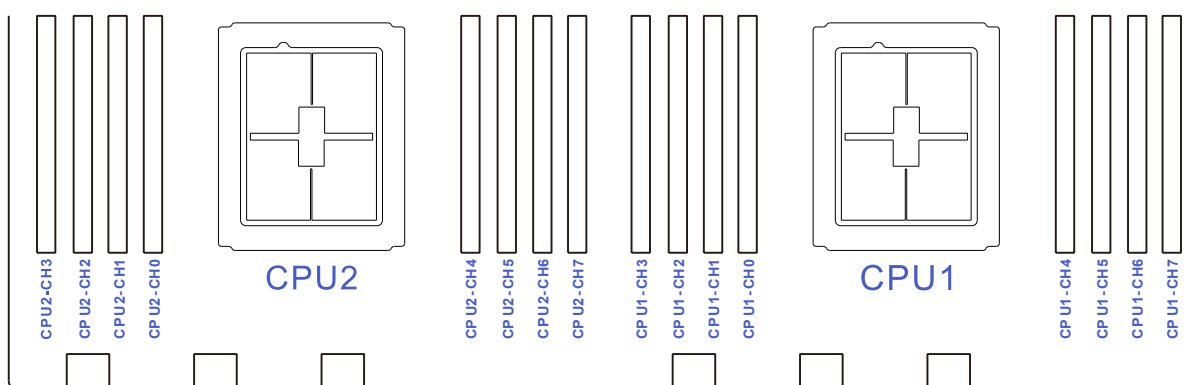 CPU2-CH3
CPU2-CH2
CPU2-CH1
CPU2-CH0
CPU2
CPU2-CH4
CPU2-CH5
CPU2-CH6
CPU2-CH7
CPU1-CH3
CPU1-CH2
CPU1-CH1
CPU1-CH0
CPU1
CPU1-CH4
CPU1-CH5
CPU1-CH6
CPU1-CH7